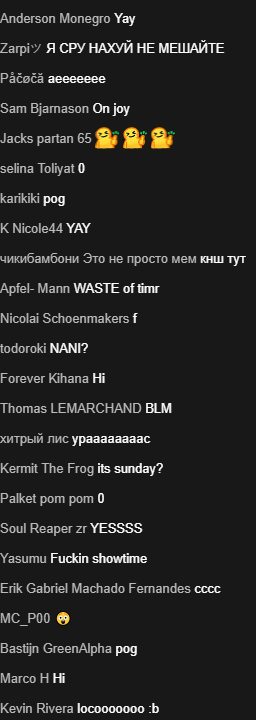 Anderson Monegro Yay
Zarpiツ Я СРУ НАХУЙ НЕ МЕШАЙТЕ
Påčøčă aeeeeeee
Sam Bjarnason On joy
Jacks partan 65
selina Toliyat 0
karikiki pog
K Nicole44 YAY
чикибамбони Это не просто мем кнш тут
Apfel- Mann WASTE of timr
Nicolai Schoenmakers f
todoroki NANI?
Forever Kihana Hi
Thomas LEMARCHAND BLM
хитрый лис урааааааааас
Kermit The Frog its sunday?
Palket pom pom 0
Soul Reaper zr YESSSS
Yasumu Fuckin showtime
Erik Gabriel Machado Fernandes cccc
MC_P00
Bastijn GreenAlpha pog
Marco H Hi
Kevin Rivera locooooooo :b